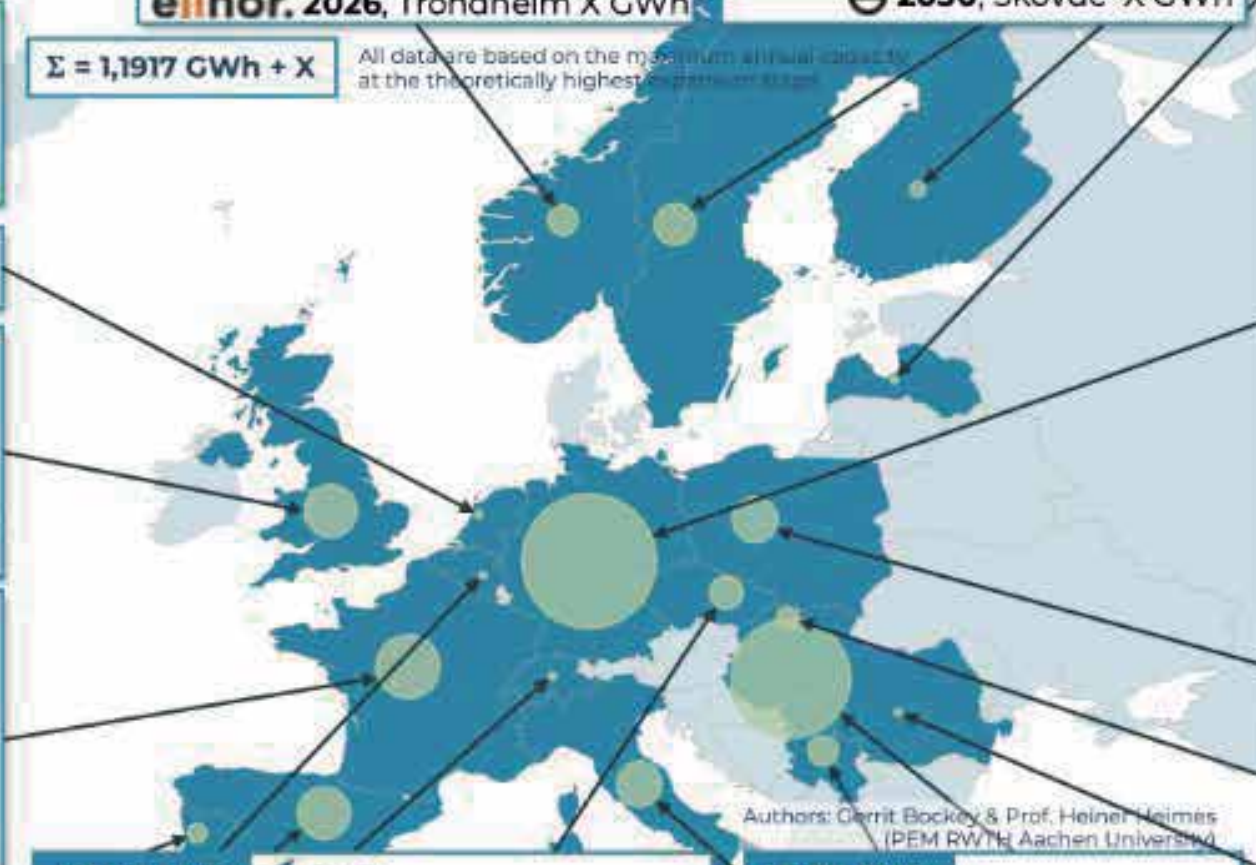 elinor. 2026, Trondheim X GWh
2030, Skövde X GWh
Σ = 1,1917 GWh + X
All data are based on the maximum annual capacity
at the theoretically highest expansion stage
Authors: Gerrit Bockey & Prof. Heiner Heimes
(PEM RWTH Aachen University)